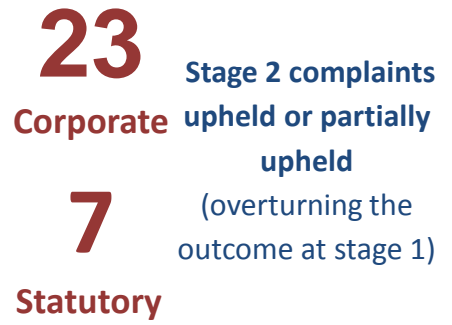 23
Corporate
7
Statutory
Stage 2 complaints
upheld or partially
upheld
(overturning the
outcome at stage 1)